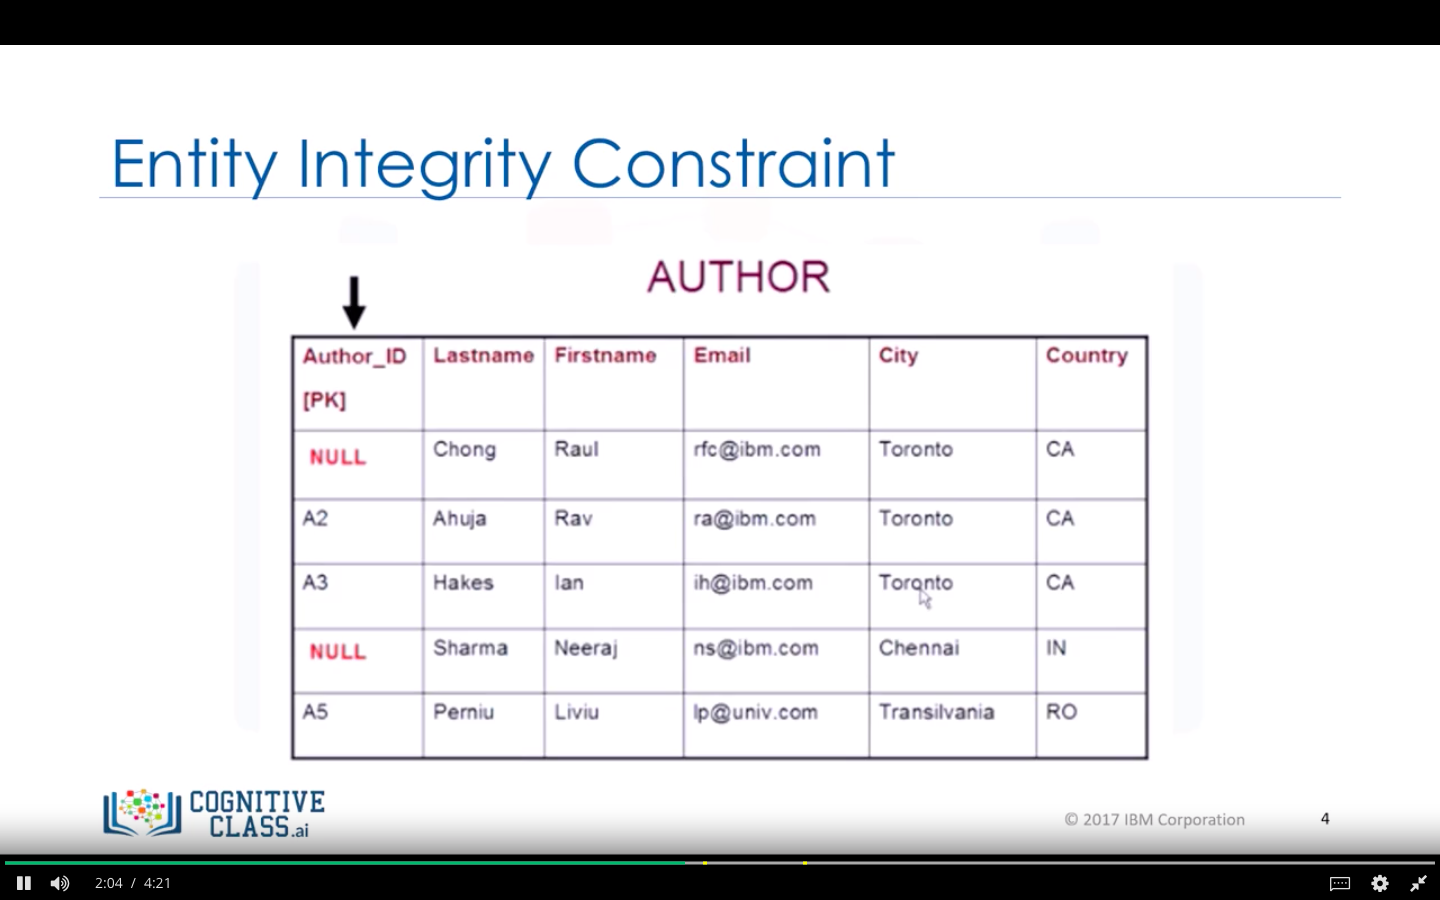 Entity Integrity Constraint
AUTHOR
Author_ID [PK] Lastname Firstname Email City Country
NULL Chong Raul rfc@ibm.com Toronto CA
A2 Ahuja Rav ra@ibm.com Toronto CA
A3 Hakes Ian ih@ibm.com Toronto CA
NULL Sharma Neeraj ns@ibm.com Chennai IN
A5 Perniu Liviu lp@univ.com Transilvania RO
COGNITIVE
CLASS.ai
© 2017 IBM Corporation 4
2:04 / 4:21